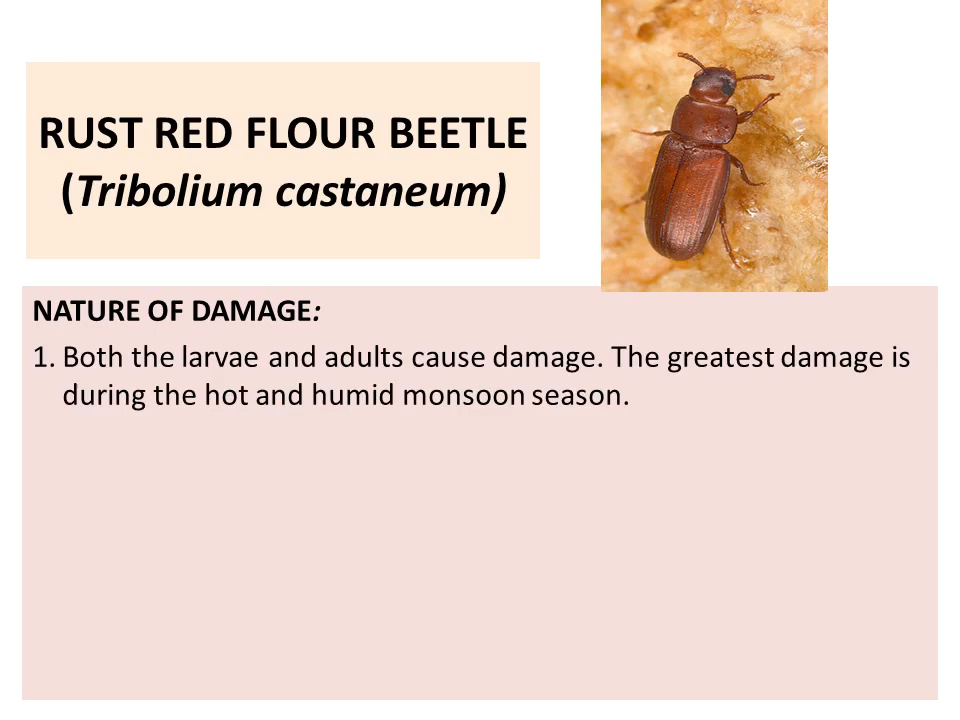 RUST RED FLOUR BEETLE
(Tribolium castaneum)
NATURE OF DAMAGE:
1. Both the larvae and adults cause damage. The greatest damage is
during the hot and humid monsoon season.